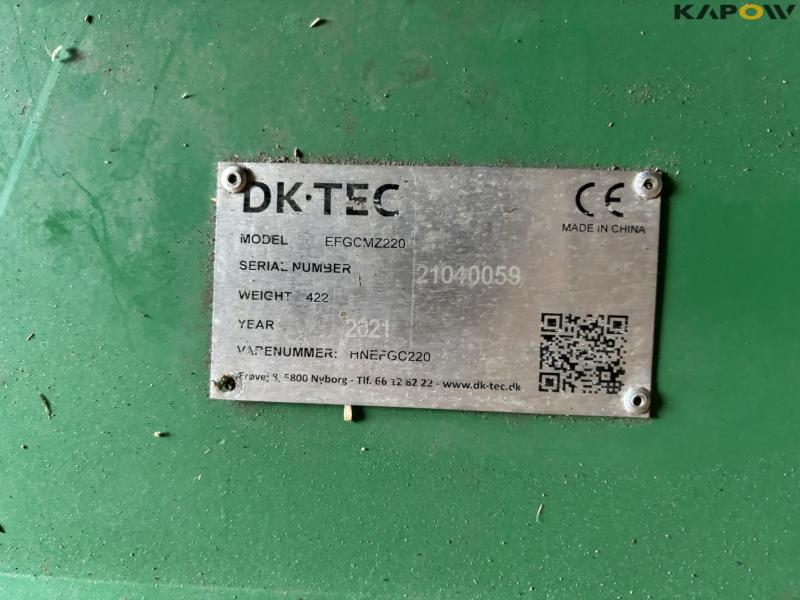 KAPOW
DK·TEC
CE
MADE IN CHINA
MODEL EFGCMZ220
SERIAL NUMBER 21040059
WEIGHT 422
YEAR 2021
VARENUMMER: HNEFGC220
Frøvej 3, 5800 Nyborg - Tlf. 66 12 82 22 - www.dk-tec.dk